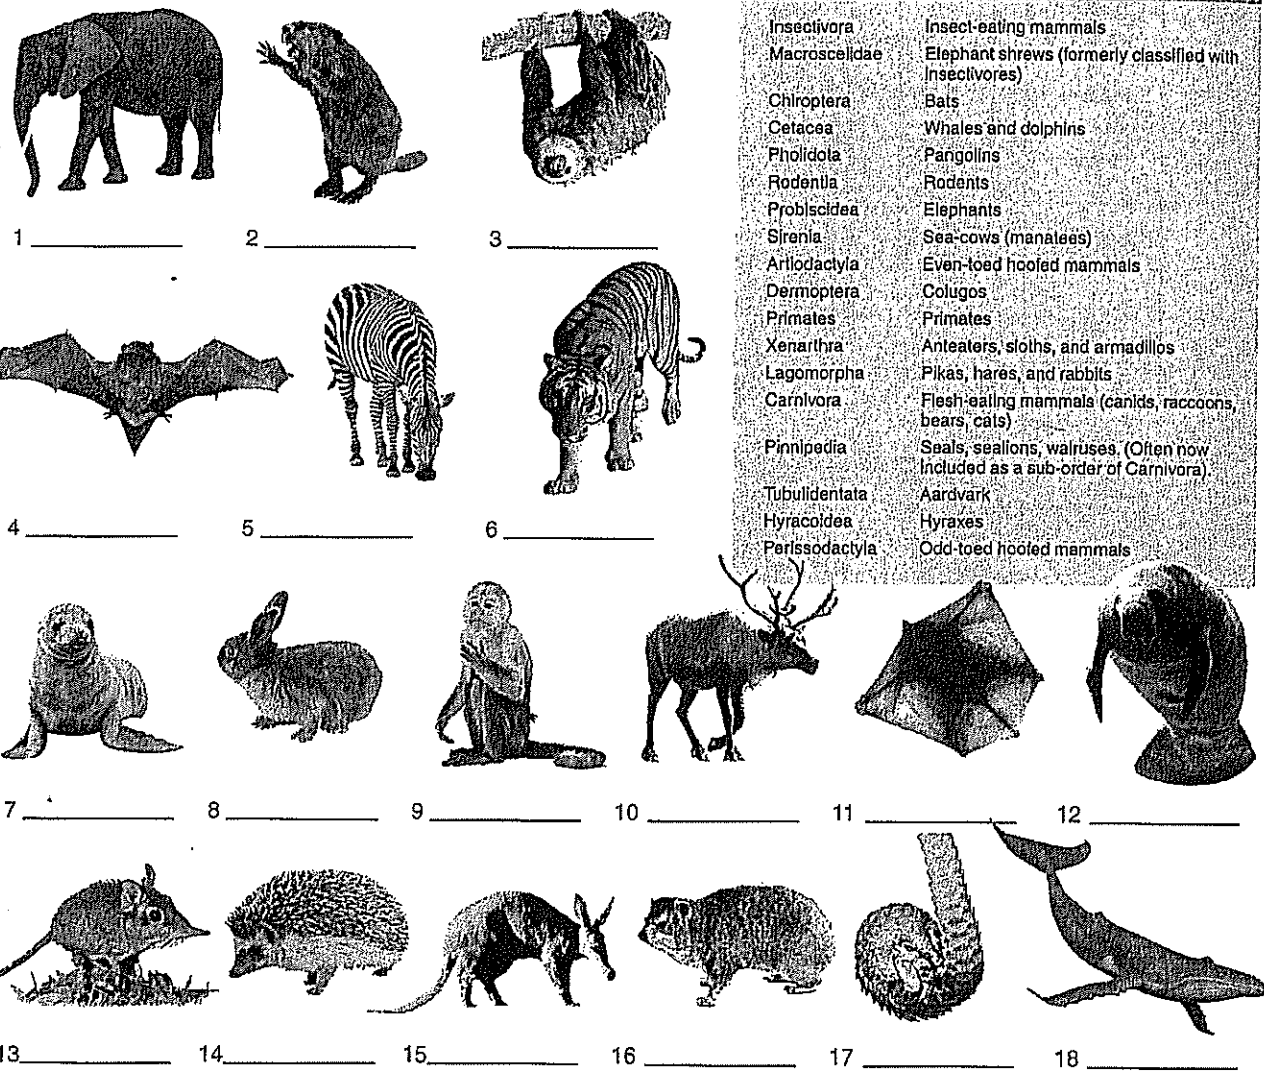 Insectivora Insect-eating mammals
Macroscelidae Elephant shrews (formerly classified with
insectivores)
Chiroptera Bats
Cetacea Whales and dolphins
Pholidota Pangolins
Rodentia Rodents
Probiscidea Elephants
Sirenia Sea-cows (manatees)
Artiodactyla Even-toed hoofed mammals
Dermoptera Colugos
Primates Primates
Xenarthra Anteaters, sloths, and armadillos
Lagomorpha Pikas, hares, and rabbits
Carnivora Flesh-eating mammals (canids, raccoons,
bears, cats)
Pinnipedia Seals, sealions, walruses. (Often now
included as a sub-order of Carnivora).
Tubulidentata Aardvark
Hyracoidea Hyraxes
Perissodactyla Odd-toed hoofed mammals
1 2 3
4 5 6
7 8 9 10 11 12
13 14 15 16 17 18